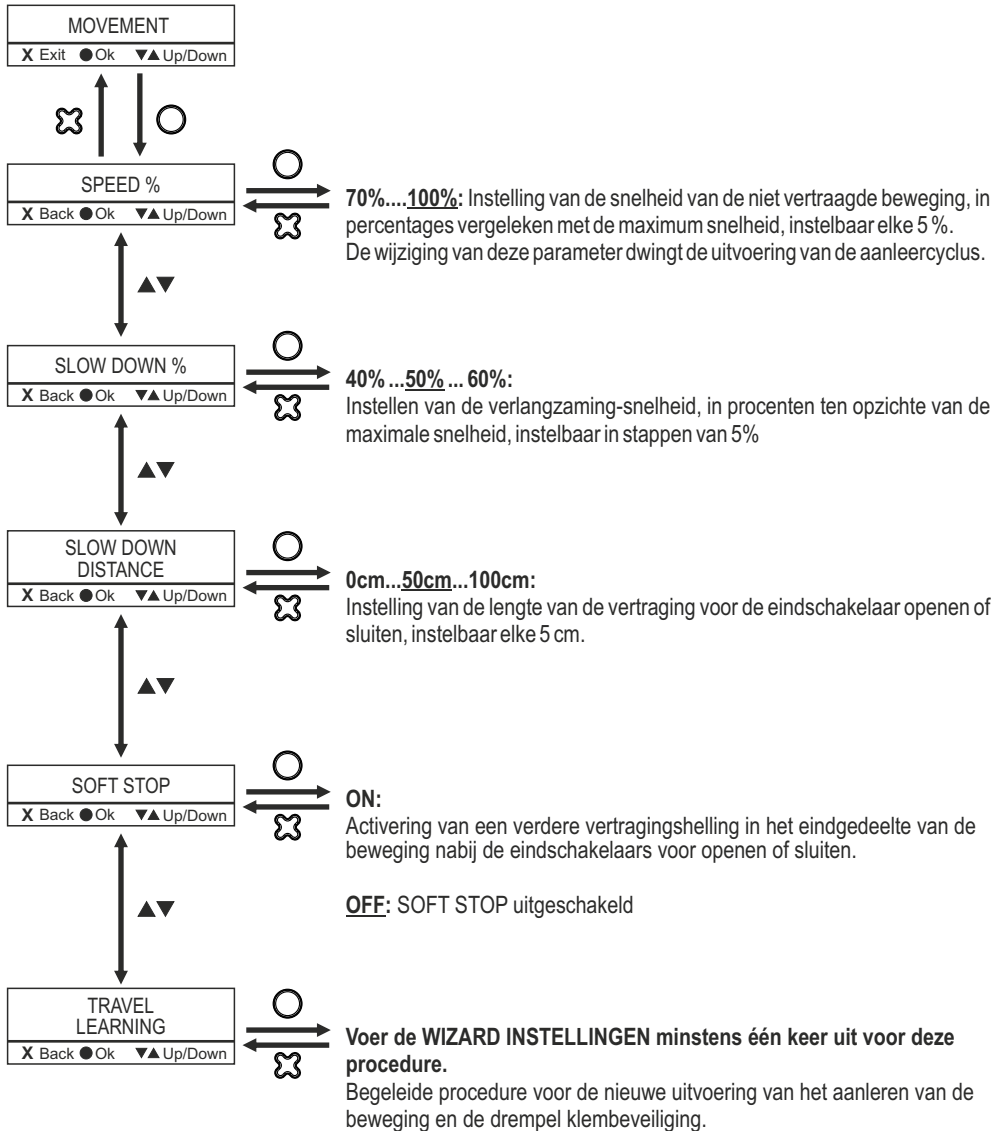 MOVEMENT
X Exit ●Ok ▼▲Up/Down
SPEED %
X Back ●Ok ▼▲Up/Down
70%....100%: Instelling van de snelheid van de niet vertraagde beweging, in
percentages vergeleken met de maximum snelheid, instelbaar elke 5 %.
De wijziging van deze parameter dwingt de uitvoering van de aanleercyclus.
▲▼
SLOW DOWN %
X Back ●Ok ▼▲Up/Down
40% ...50% ... 60%:
Instellen van de verlangzaming-snelheid, in procenten ten opzichte van de
maximale snelheid, instelbaar in stappen van 5%
▲▼
SLOW DOWN
DISTANCE
X Back ●Ok ▼▲Up/Down
0cm...50cm...100cm:
Instelling van de lengte van de vertraging voor de eindschakelaar openen of
sluiten, instelbaar elke 5 cm.
▲▼
SOFT STOP
X Back ●Ok ▼▲Up/Down
ON:
Activering van een verdere vertragingshelling in het eindgedeelte van de
beweging nabij de eindschakelaars voor openen of sluiten.
OFF: SOFT STOP uitgeschakeld
▲▼
TRAVEL
LEARNING
X Back ●Ok ▼▲Up/Down
Voer de WIZARD INSTELLINGEN minstens één keer uit voor deze
procedure.
Begeleide procedure voor de nieuwe uitvoering van het aanleren van de
beweging en de drempel klembeveiliging.